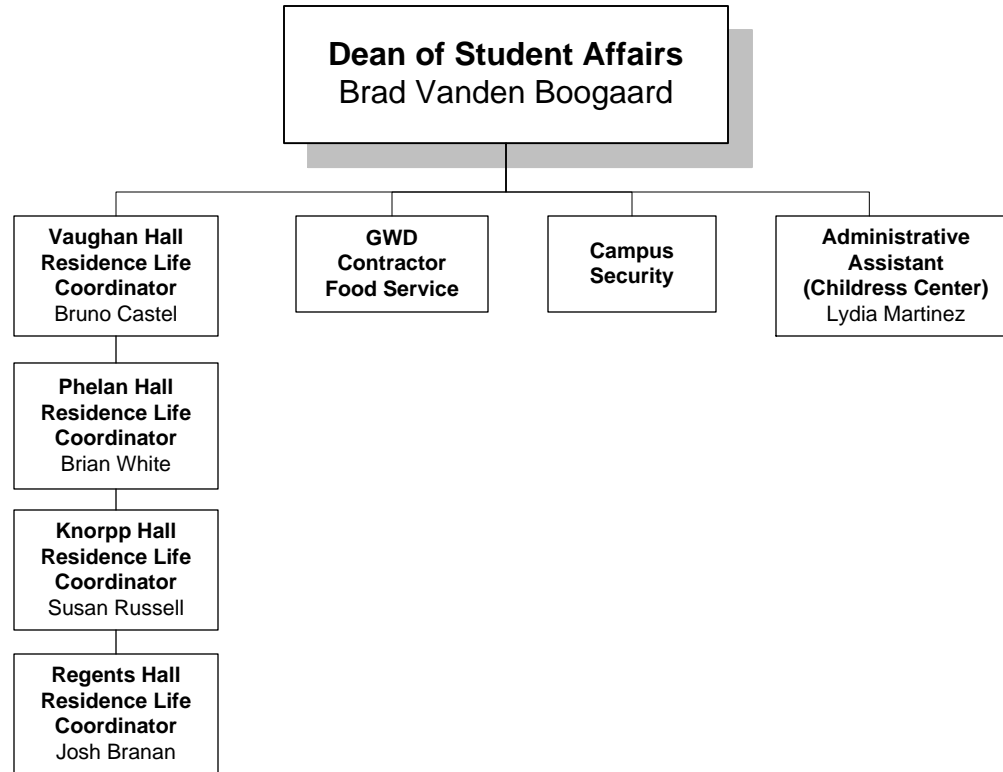 Dean of Student Affairs
Brad Vanden Boogaard
Vaughan Hall
Residence Life
Coordinator
Bruno Castel
GWD
Contractor
Food Service
Campus
Security
Administrative
Assistant
(Childress Center)
Lydia Martinez
Phelan Hall
Residence Life
Coordinator
Brian White
Knorpp Hall
Residence Life
Coordinator
Susan Russell
Regents Hall
Residence Life
Coordinator
Josh Branan